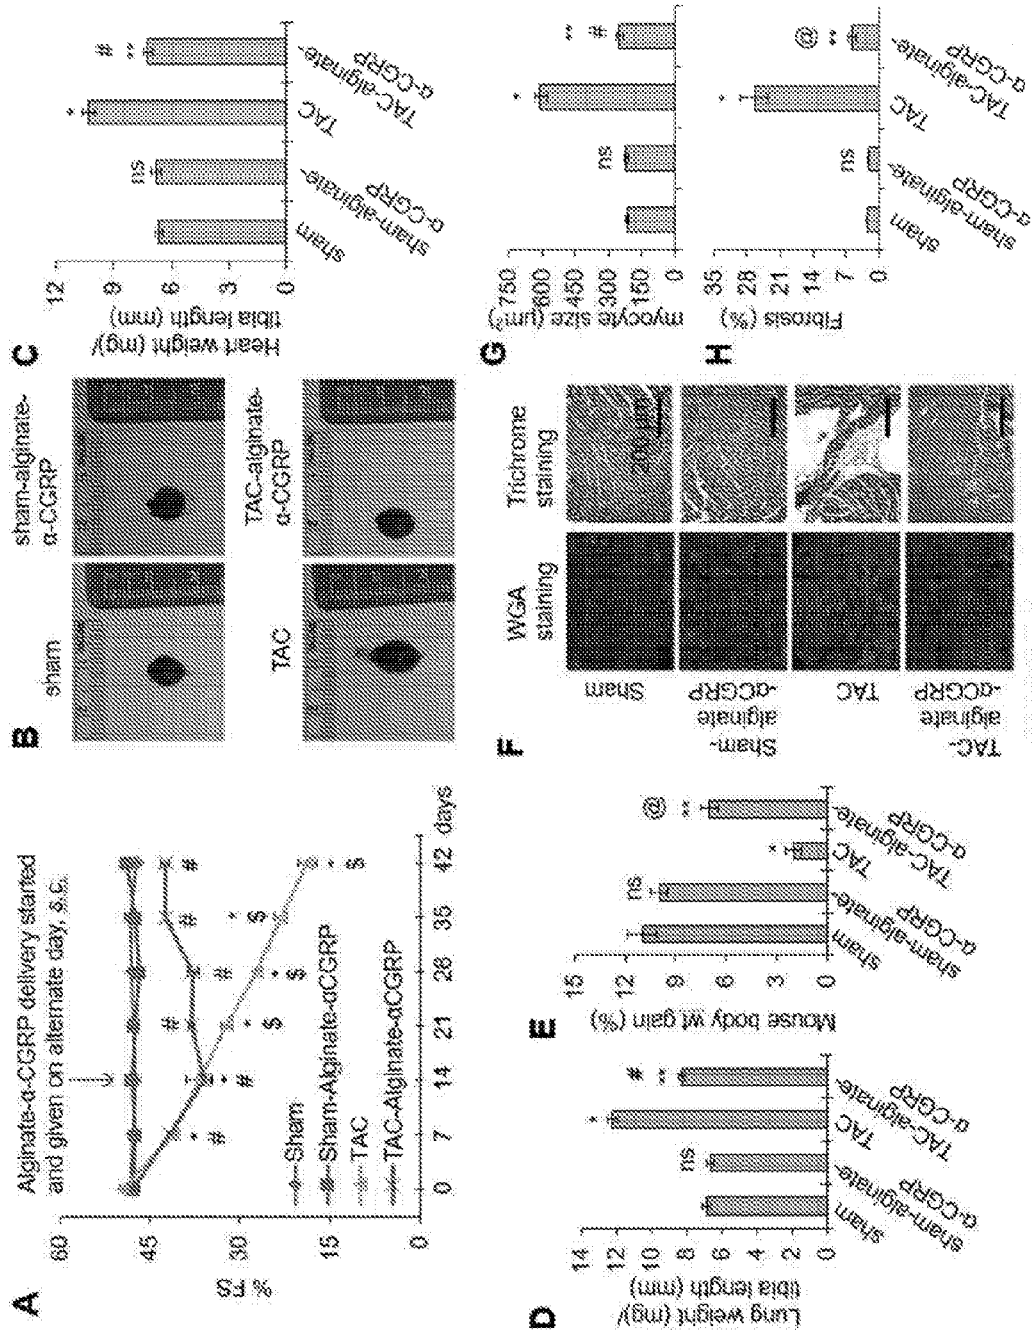 A
Alginate-α-CGRP delivery started
and given on alternate day, s.c.
60
45
30
15
0
% FS
0 7 14 21 28 35 42 days
Sham
Sham-Alginate-αCGRP
TAC
TAC-Alginate-αCGRP
* # * # # * $ # * $ # * $ # * $
B
sham
sham-alginate-
α-CGRP
TAC
TAC-alginate-
α-CGRP
C
Heart weight (mg)/
tibia length (mm)
12
9
6
3
0
ns * ** #
sham
sham-alginate-
α-CGRP
TAC
TAC-alginate-
α-CGRP
D
Lung weight (mg)/
tibia length (mm)
14
12
10
8
6
4
2
0
ns * ** #
sham
sham-alginate-
α-CGRP
TAC
TAC-alginate-
α-CGRP
E
Mouse body wt gain (%)
15
10
5
0
ns * ** @
sham
sham-alginate-
α-CGRP
TAC
TAC-alginate-
α-CGRP
F
WGA
staining
Trichrome
staining
Sham
Sham-
alginate
-αCGRP
TAC
TAC-
alginate
-αCGRP
200 µm
G
myocyte size (µm²)
750
600
450
300
150
0
ns * # **
H
Fibrosis (%)
35
28
21
14
7
0
ns * ** @
sham
sham-alginate-
α-CGRP
TAC
TAC-alginate-
α-CGRP